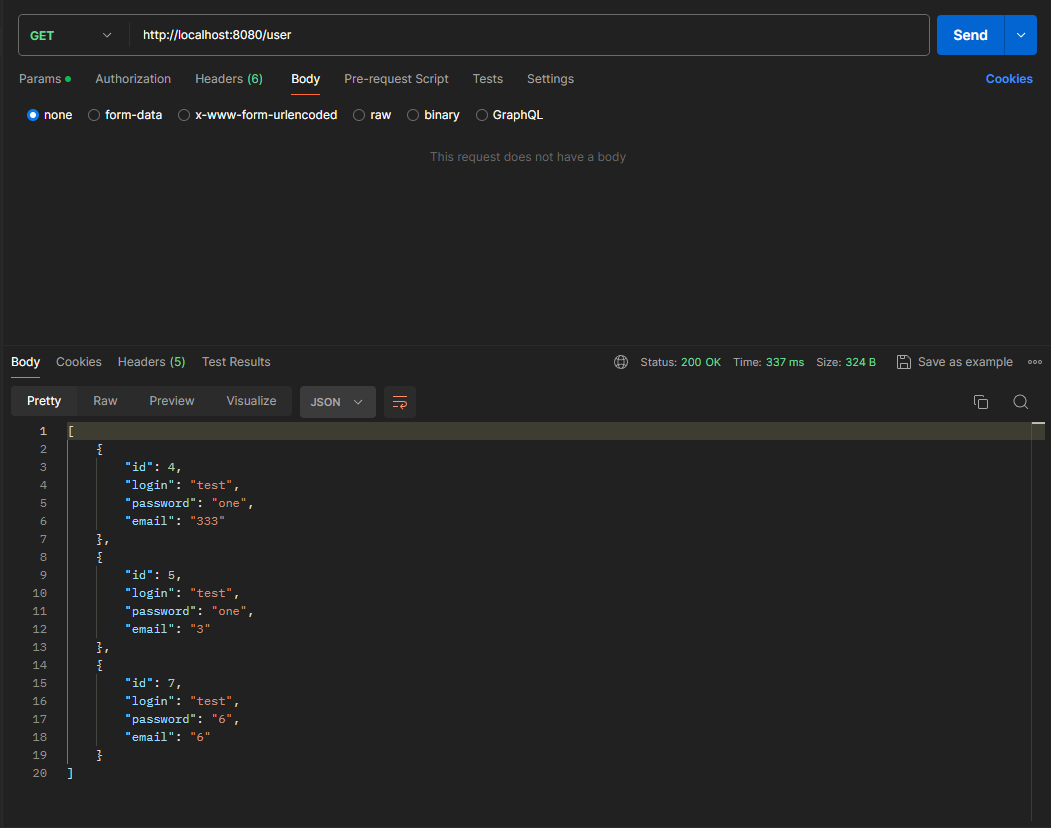 GET http://localhost:8080/user Send
Params Authorization Headers (6) Body Pre-request Script Tests Settings Cookies
none form-data x-www-form-urlencoded raw binary GraphQL
This request does not have a body
Body Cookies Headers (5) Test Results Status: 200 OK Time: 337 ms Size: 324 B Save as example
Pretty Raw Preview Visualize JSON
1 [
2 {
3 "id": 4,
4 "login": "test",
5 "password": "one",
6 "email": "333"
7 },
8 {
9 "id": 5,
10 "login": "test",
11 "password": "one",
12 "email": "3"
13 },
14 {
15 "id": 7,
16 "login": "test",
17 "password": "6",
18 "email": "6"
19 }
20 ]